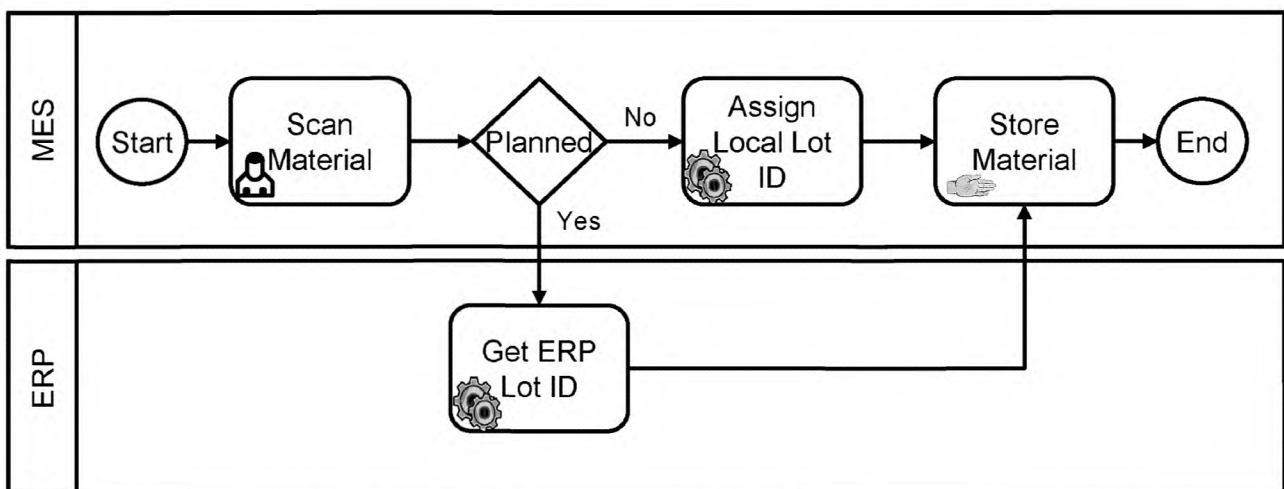 MES
Start
Scan
Material
Planned
No
Yes
Assign
Local Lot
ID
Store
Material
End
ERP
Get ERP
Lot ID